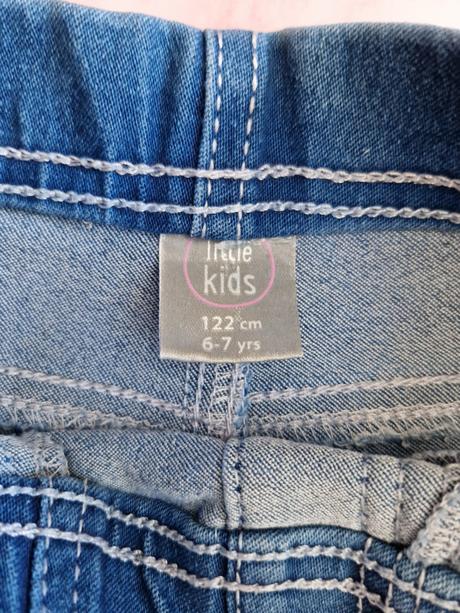 little
kids
122 cm
6-7 yrs